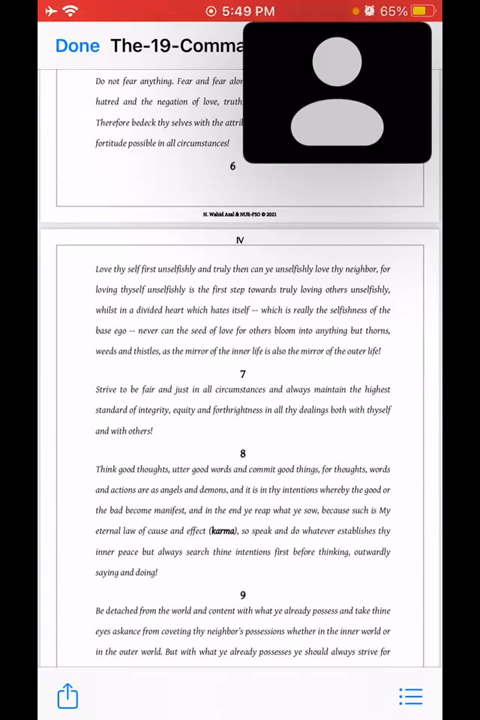 5:49 PM
65%
Done The-19-Comma
Do not fear anything. Fear and fear alon
hatred and the negation of love, truth,
Therefore bedeck thy selves with the attri
fortitude possible in all circumstances!
6
N. Wahid Azal & NUR-FSO © 2021
IV
Love thy self first unselfishly and truly then can ye unselfishly love thy neighbor, for
loving thyself unselfishly is the first step towards truly loving others unselfishly,
whilst in a divided heart which hates itself -- which is really the selfishness of the
base ego -- never can the seed of love for others bloom into anything but thorns,
weeds and thistles, as the mirror of the inner life is also the mirror of the outer life!
7
Strive to be fair and just in all circumstances and always maintain the highest
standard of integrity, equity and forthrightness in all thy dealings both with thyself
and with others!
8
Think good thoughts, utter good words and commit good things, for thoughts, words
and actions are as angels and demons, and it is in thy intentions whereby the good or
the bad become manifest, and in the end ye reap what ye sow, because such is My
eternal law of cause and effect (karma), so speak and do whatever establishes thy
inner peace but always search thine intentions first before thinking, outwardly
saying and doing!
9
Be detached from the world and content with what ye already possess and take thine
eyes askance from coveting thy neighbor's possessions whether in the inner world or
in the outer world. But with what ye already possesses ye should always strive for